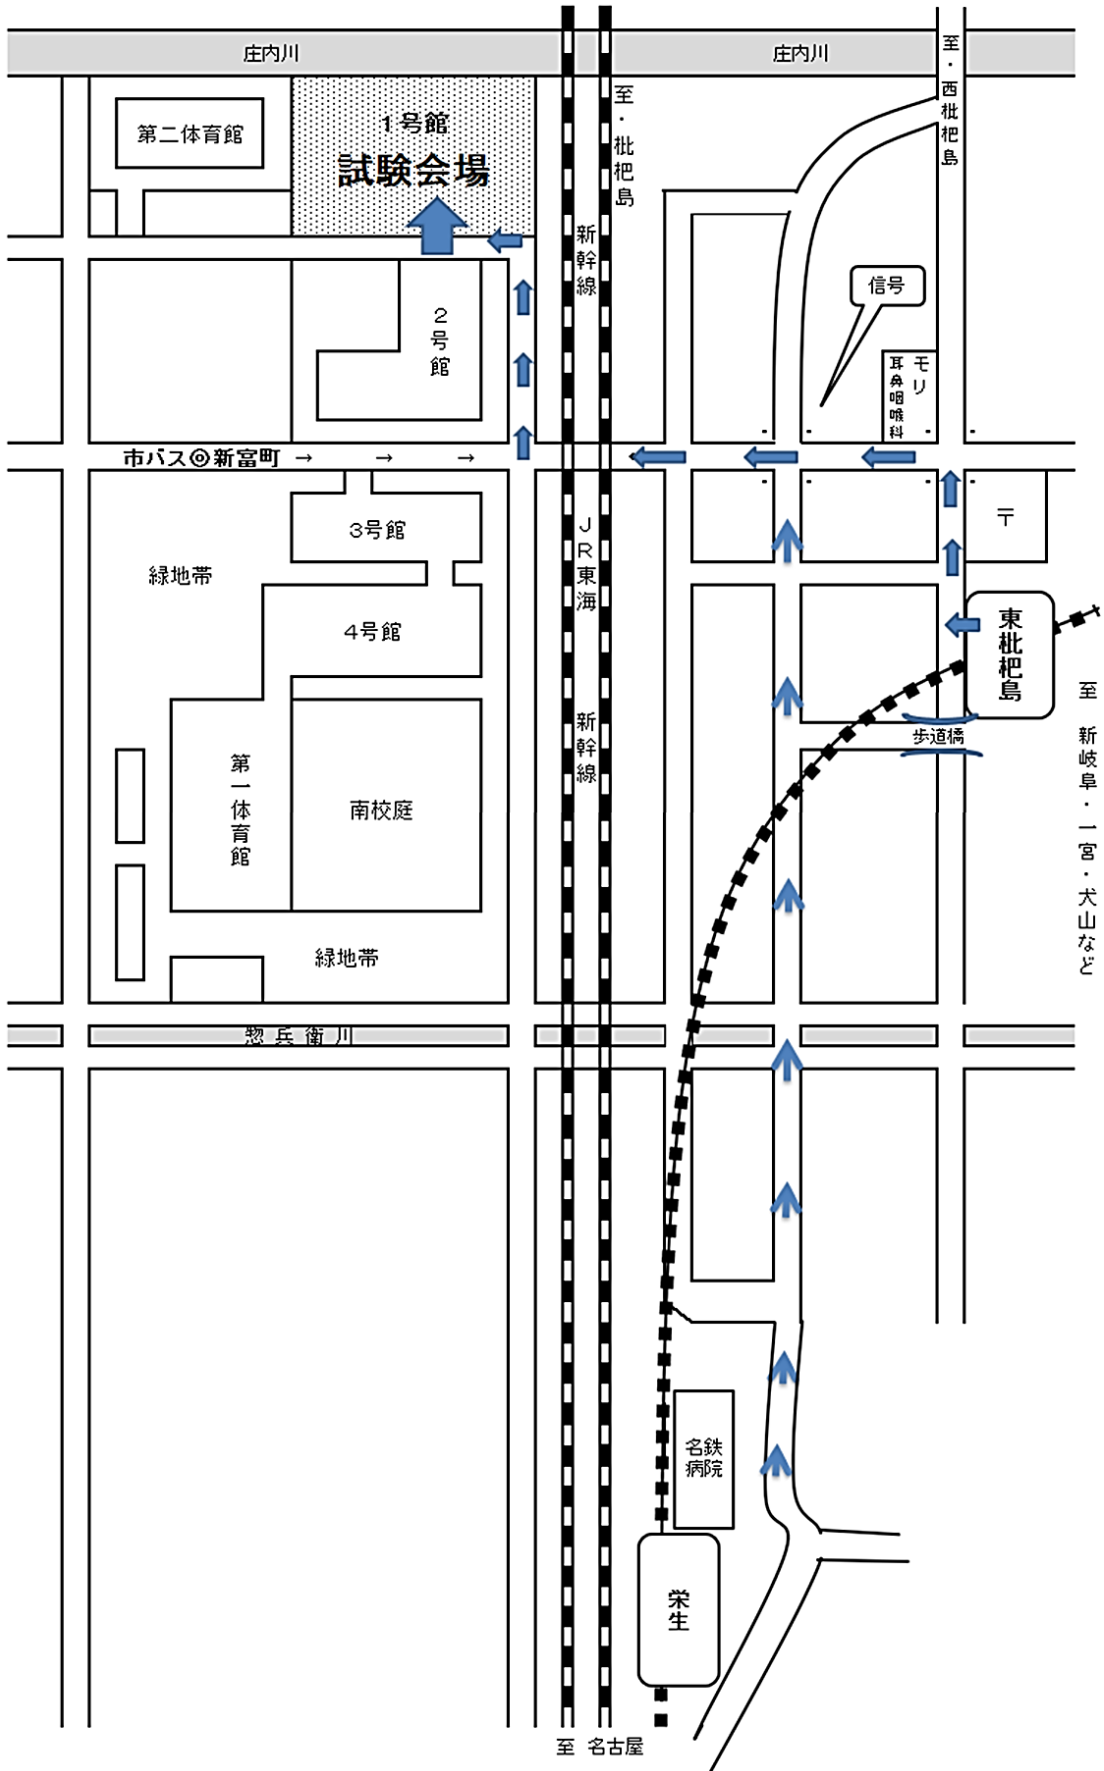 庄内川
庄内川
至・西枇杷島
至・枇杷島
第二体育館
1号館
試験会場
新幹線
信号
2号館
モリ
耳鼻咽喉科
市バス◎新富町 → → →
3号館
〒
JR東海
緑地帯
4号館
東枇杷島
至 新岐阜・一宮・犬山など
新幹線
歩道橋
第一体育館
南校庭
緑地帯
惣兵衛川
名鉄
病院
栄生
至 名古屋